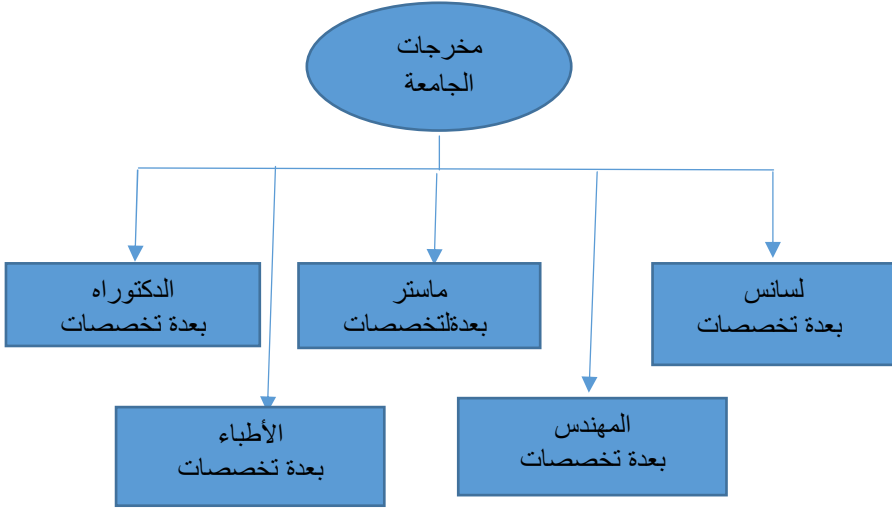 مخرجات
الجامعة
لسانس
بعدة تخصصات
ماستر
بعدةلتخصصات
الدكتوراه
بعدة تخصصات
المهندس
بعدة تخصصات
الأطباء
بعدة تخصصات